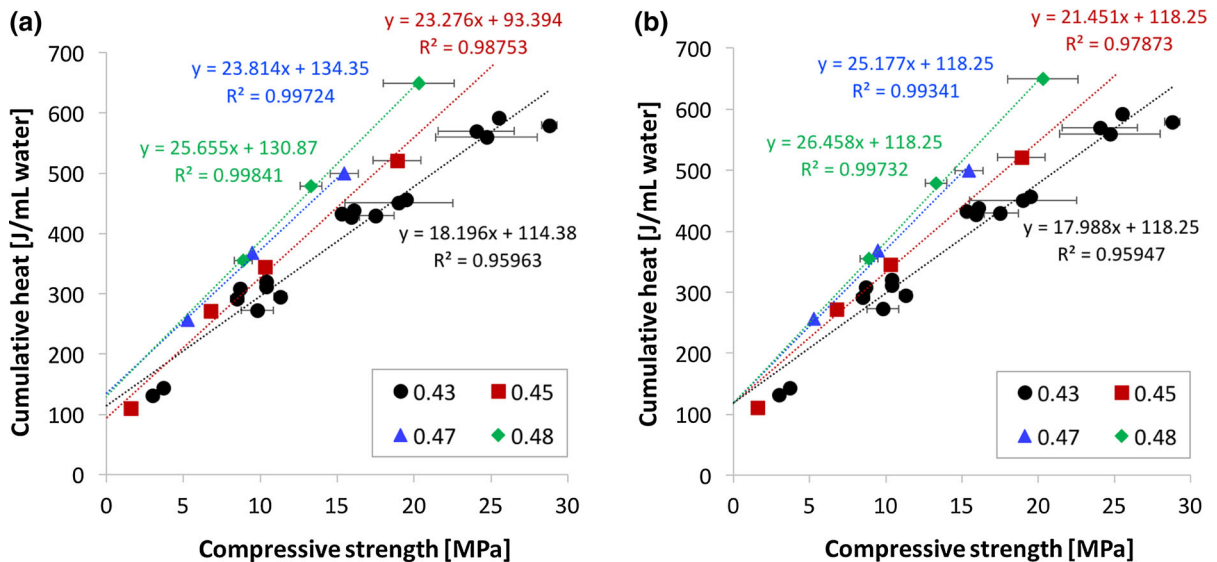 (a)
y = 23.276x + 93.394
R² = 0.98753
y = 23.814x + 134.35
R² = 0.99724
y = 25.655x + 130.87
R² = 0.99841
y = 18.196x + 114.38
R² = 0.95963
Cumulative heat [J/mL water]
700
600
500
400
300
200
100
0
0 5 10 15 20 25 30
Compressive strength [MPa]
0.43 0.45
0.47 0.48
(b)
y = 21.451x + 118.25
R² = 0.97873
y = 25.177x + 118.25
R² = 0.99341
y = 26.458x + 118.25
R² = 0.99732
y = 17.988x + 118.25
R² = 0.95947
Cumulative heat [J/mL water]
700
600
500
400
300
200
100
0
0 5 10 15 20 25 30
Compressive strength [MPa]
0.43 0.45
0.47 0.48